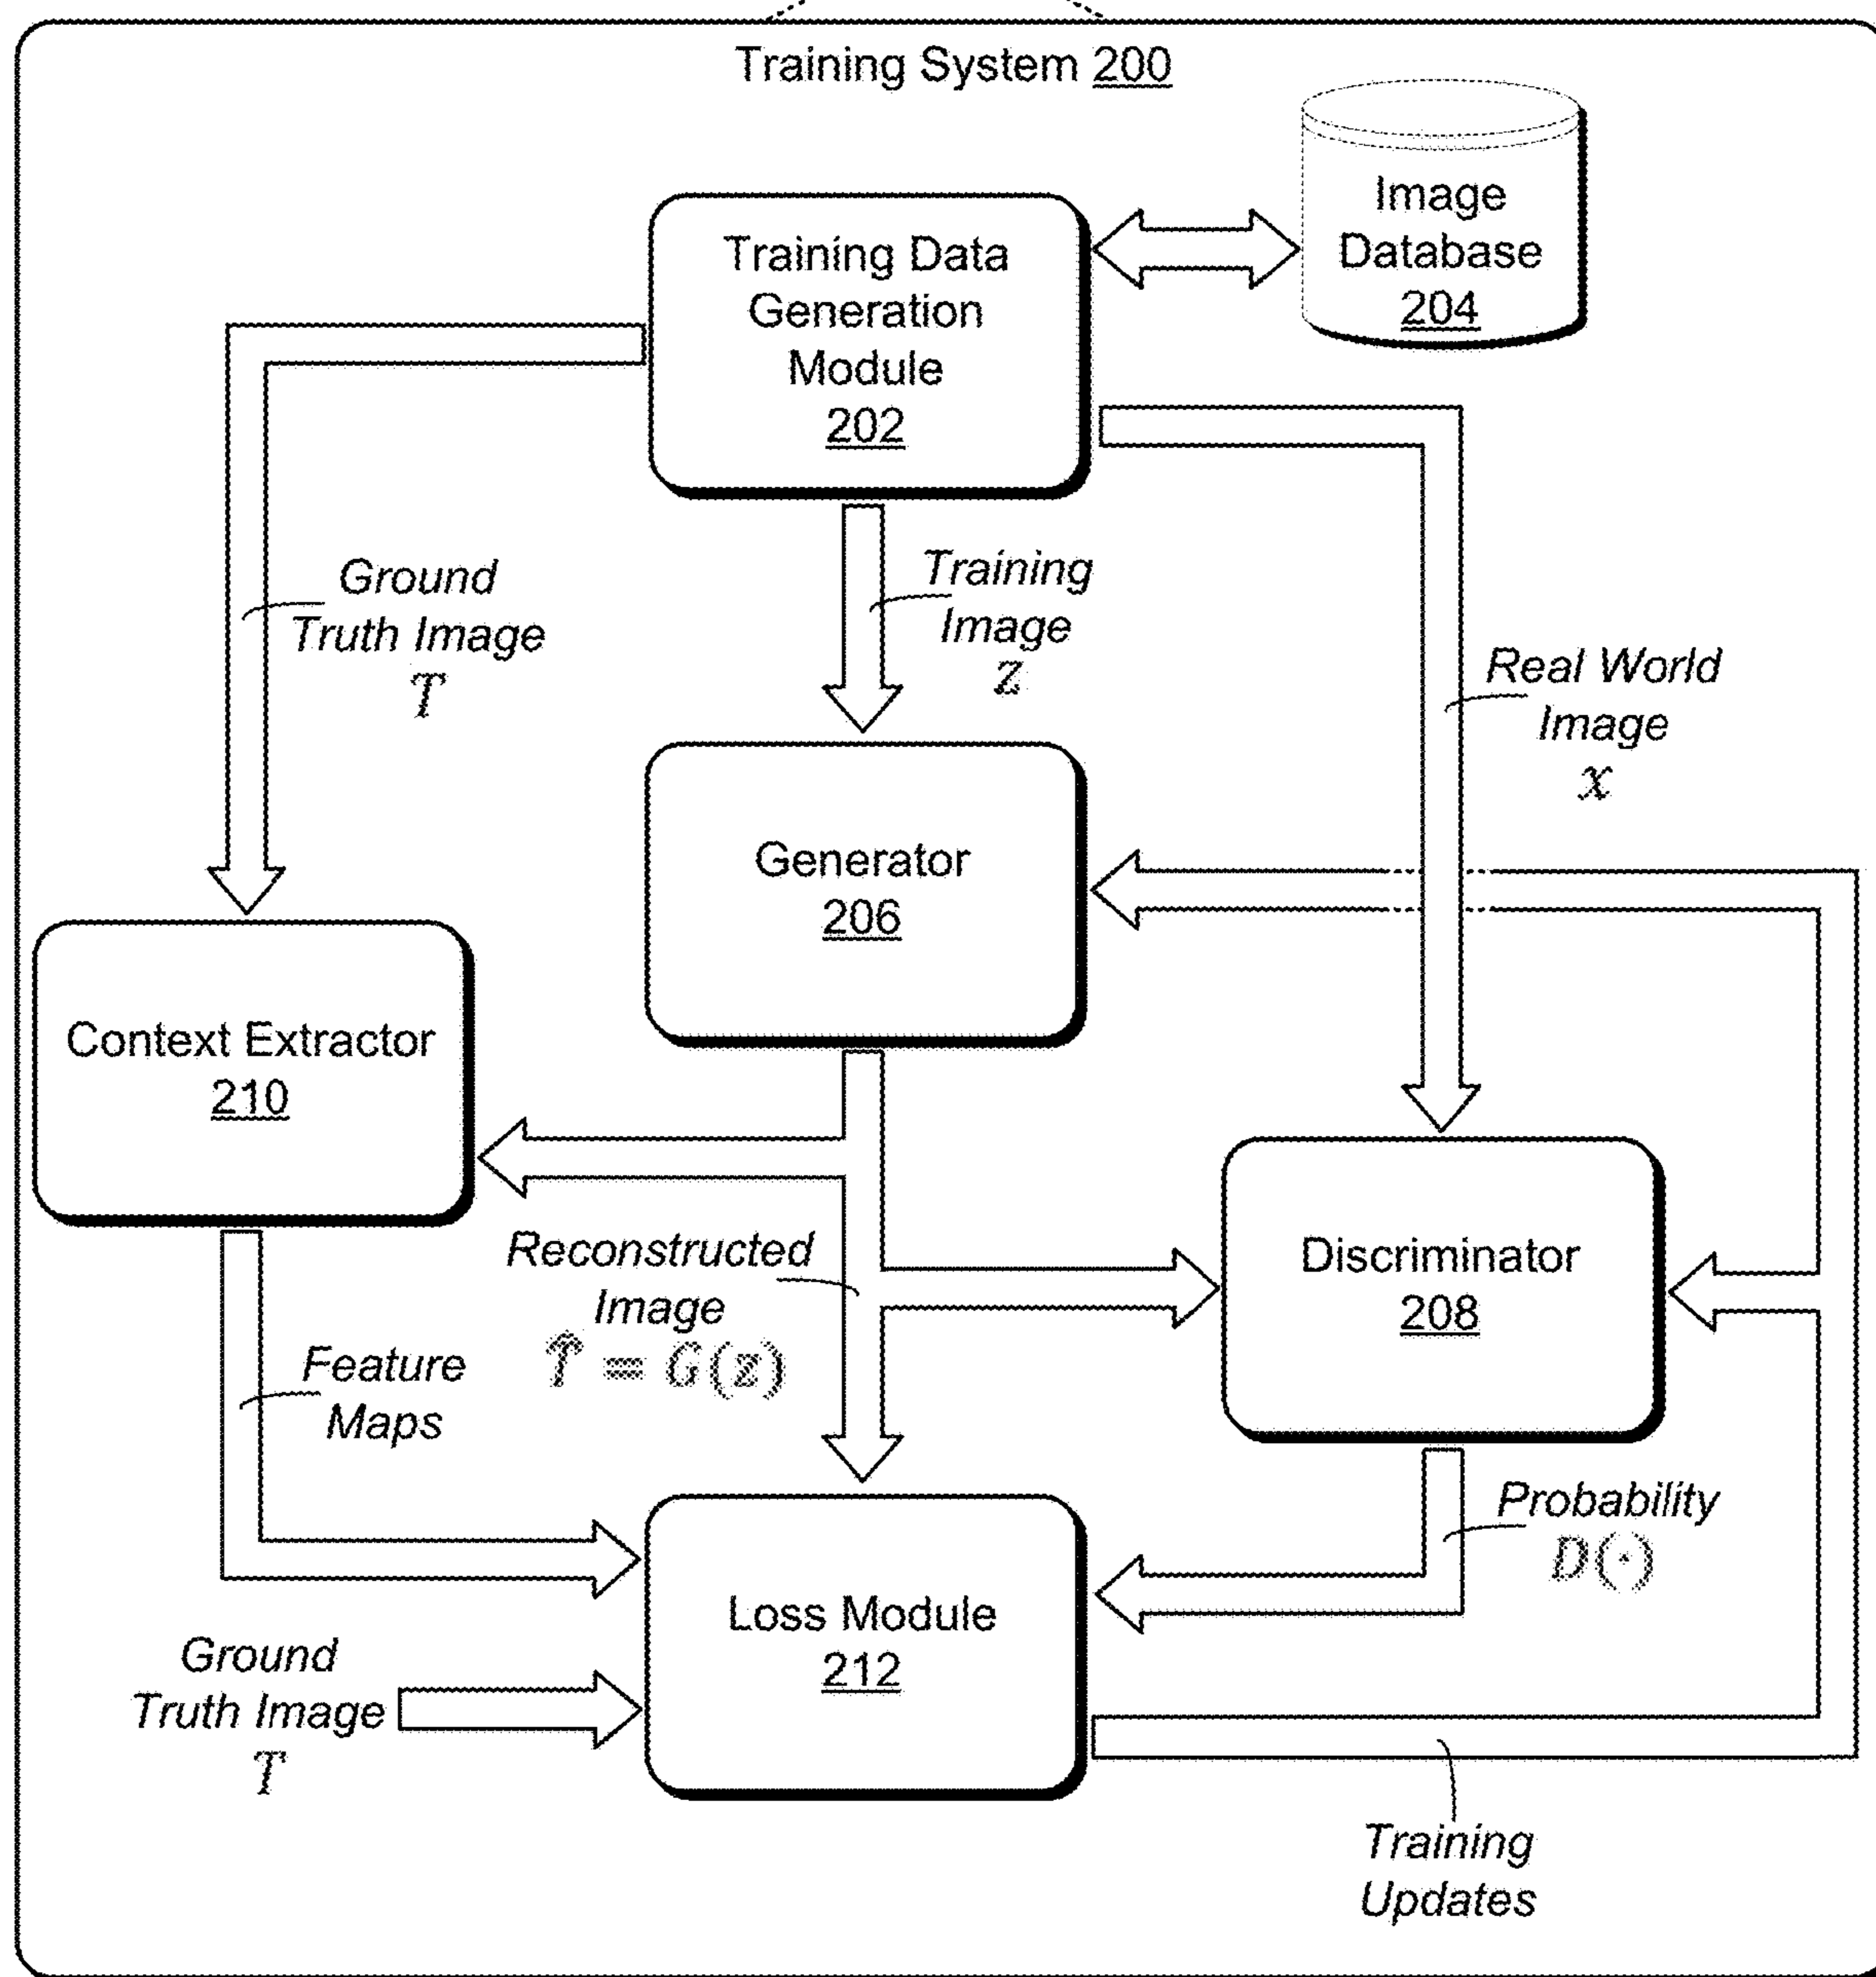 Training System 200
Image
Database
204
Training Data
Generation
Module
202
Ground
Truth Image
T
Training
Image
z
Real World
Image
x
Generator
206
Context Extractor
210
Reconstructed
Image
T̂ = G(z)
Discriminator
208
Feature
Maps
Probability
D(·)
Loss Module
212
Ground
Truth Image
T
Training
Updates